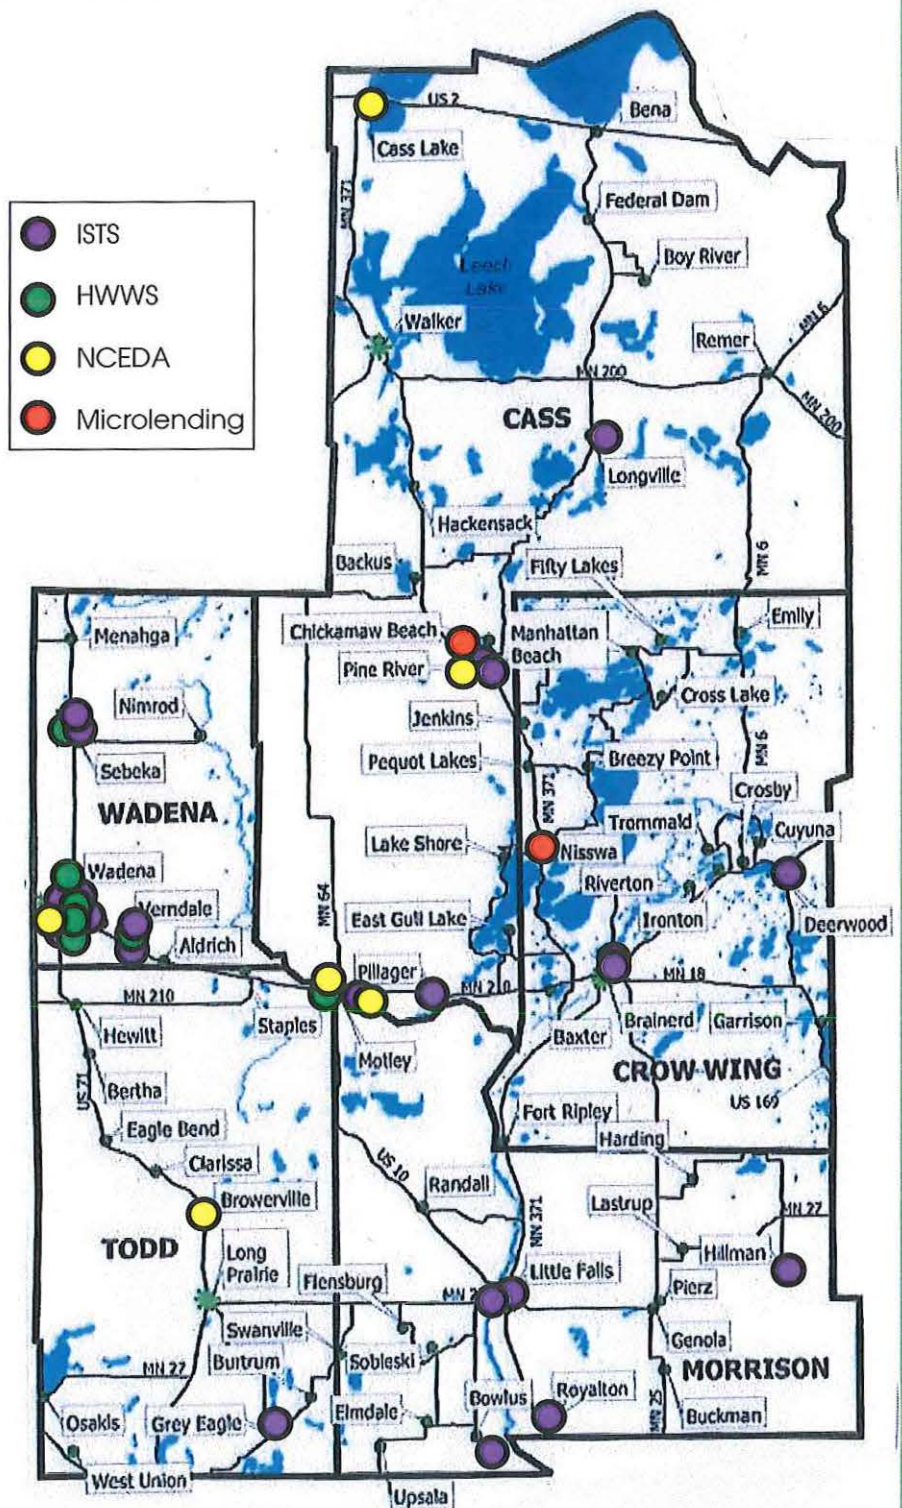 US 2
Bena
Cass Lake
MN 371
Federal Dam
ISTS
HWWS
NCEDA
Microlending
Boy River
Leech
Lake
Walker
MN 6
Remer
MN 200
MN 200
CASS
Longville
Hackensack
Backus
Fifty Lakes
MN 6
Emily
Menahga
Chickamaw Beach
Manhattan
Beach
Pine River
Cross Lake
Nimrod
Jenkins
Sebeka
Pequot Lakes
Breezy Point
MN 6
MN 371
Crosby
WADENA
Trommald
Cuyuna
Lake Shore
Nisswa
Wadena
Riverton
Verndale
MN 64
East Gull Lake
Ironton
Deerwood
Aldrich
Pillager
MN 18
MN 210
MN 210
Staples
Hewitt
Motley
Baxter
Brainerd
Garrison
CROW WING
US 71
Bertha
US 169
Eagle Bend
Fort Ripley
Harding
Clarissa
US 10
Browerville
Randall
MN 371
Lastrup
MN 27
TODD
Hillman
Long
Prairie
Flensburg
Little Falls
MN 2
Pierz
Swanville
Genola
Burtrum
Sobieski
MN 27
MORRISON
Osakis
Grey Eagle
Elmdale
Bowlus
Royalton
MN 25
Buckman
West Union
Upsala